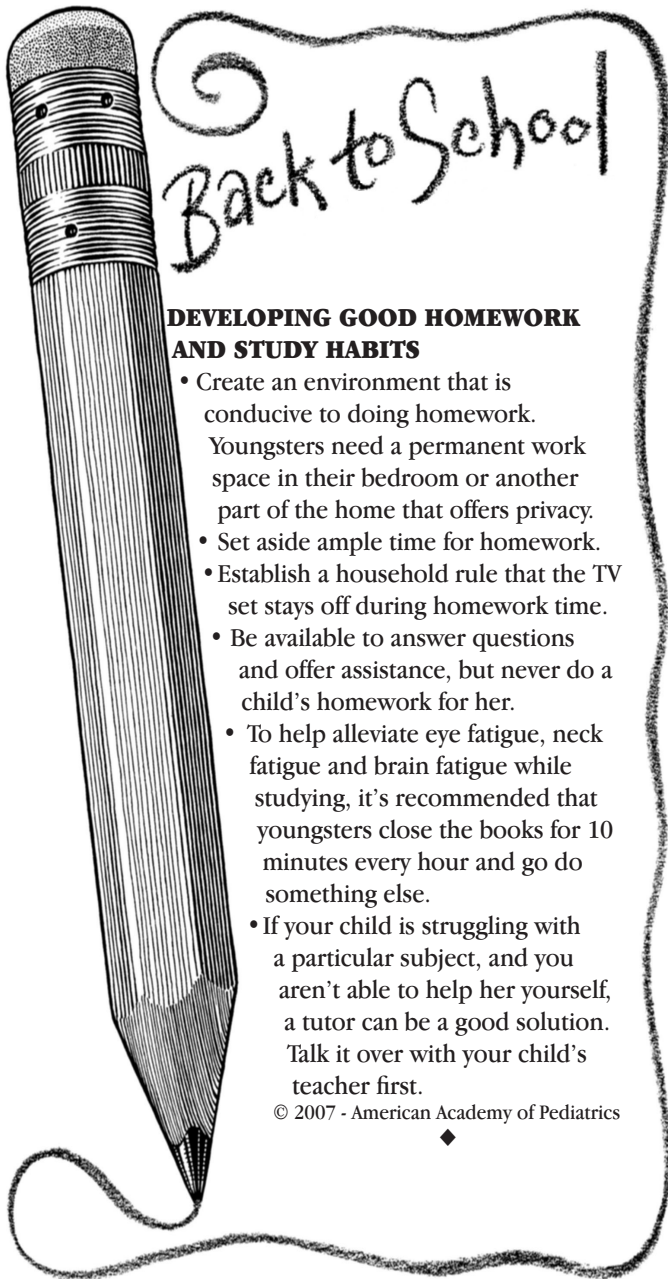 Back to School
DEVELOPING GOOD HOMEWORK
AND STUDY HABITS
• Create an environment that is
conducive to doing homework.
Youngsters need a permanent work
space in their bedroom or another
part of the home that offers privacy.
• Set aside ample time for homework.
• Establish a household rule that the TV
set stays off during homework time.
• Be available to answer questions
and offer assistance, but never do a
child's homework for her.
• To help alleviate eye fatigue, neck
fatigue and brain fatigue while
studying, it's recommended that
youngsters close the books for 10
minutes every hour and go do
something else.
• If your child is struggling with
a particular subject, and you
aren't able to help her yourself,
a tutor can be a good solution.
Talk it over with your child's
teacher first.
© 2007 - American Academy of Pediatrics